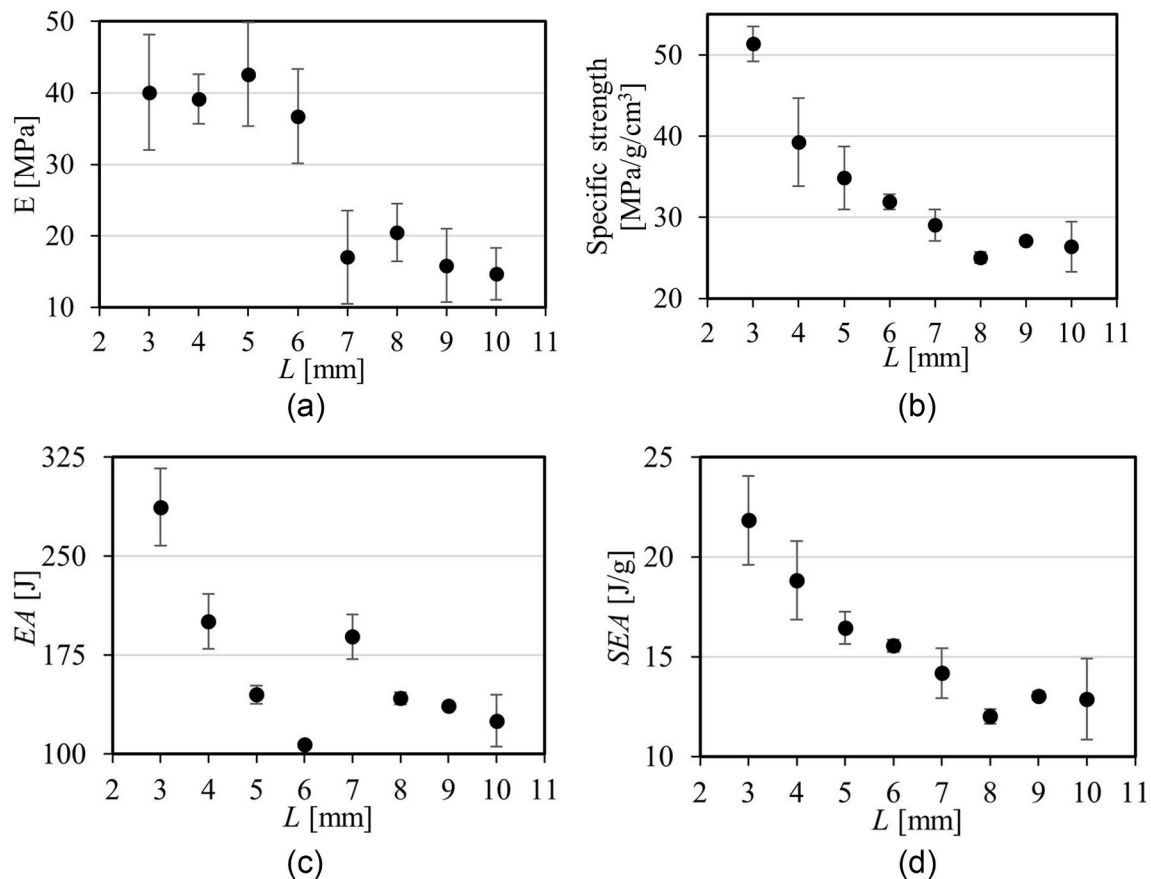 E [MPa]
50
40
30
20
10
2 3 4 5 6 7 8 9 10 11
L [mm]
(a)
Specific strength
[MPa/g/cm³]
50
40
30
20
2 3 4 5 6 7 8 9 10 11
L [mm]
(b)
EA [J]
325
250
175
100
2 3 4 5 6 7 8 9 10 11
L [mm]
(c)
SEA [J/g]
25
20
15
10
2 3 4 5 6 7 8 9 10 11
L [mm]
(d)